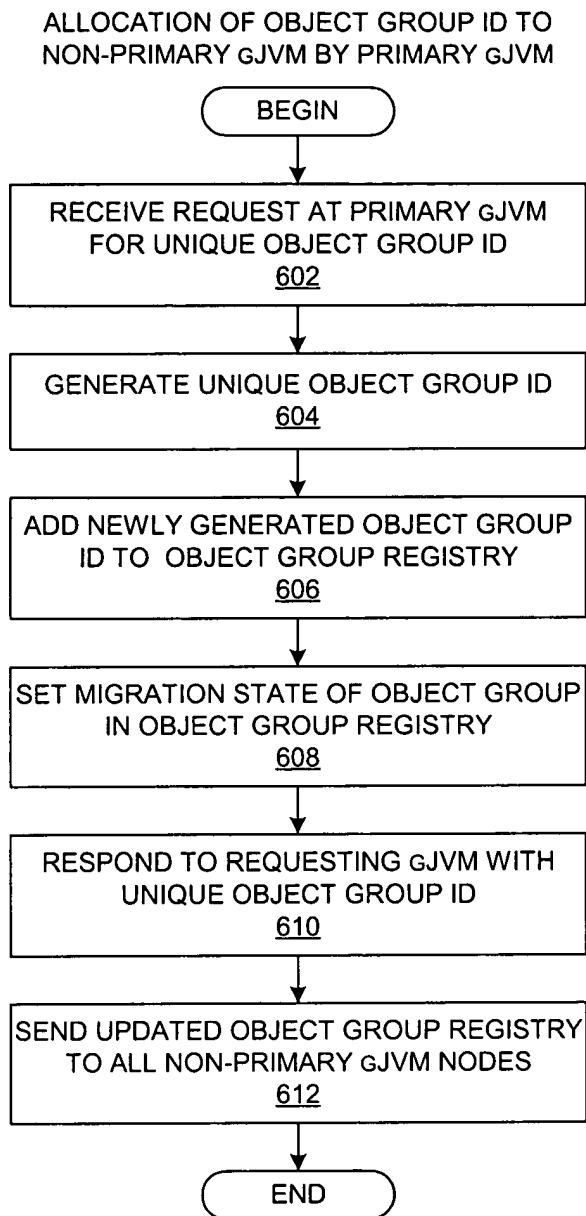 ALLOCATION OF OBJECT GROUP ID TO
NON-PRIMARY GJVM BY PRIMARY GJVM
BEGIN
RECEIVE REQUEST AT PRIMARY GJVM
FOR UNIQUE OBJECT GROUP ID
602
GENERATE UNIQUE OBJECT GROUP ID
604
ADD NEWLY GENERATED OBJECT GROUP
ID TO OBJECT GROUP REGISTRY
606
SET MIGRATION STATE OF OBJECT GROUP
IN OBJECT GROUP REGISTRY
608
RESPOND TO REQUESTING GJVM WITH
UNIQUE OBJECT GROUP ID
610
SEND UPDATED OBJECT GROUP REGISTRY
TO ALL NON-PRIMARY GJVM NODES
612
END